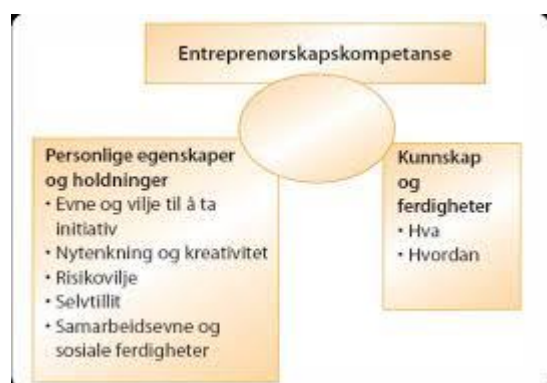 Entreprenørskapskompetanse
Personlige egenskaper
og holdninger
• Evne og vilje til å ta
initiativ
• Nytenkning og kreativitet
• Risikovilje
• Selvtillit
• Samarbeidsevne og
sosiale ferdigheter
Kunnskap
og
ferdigheter
• Hva
• Hvordan